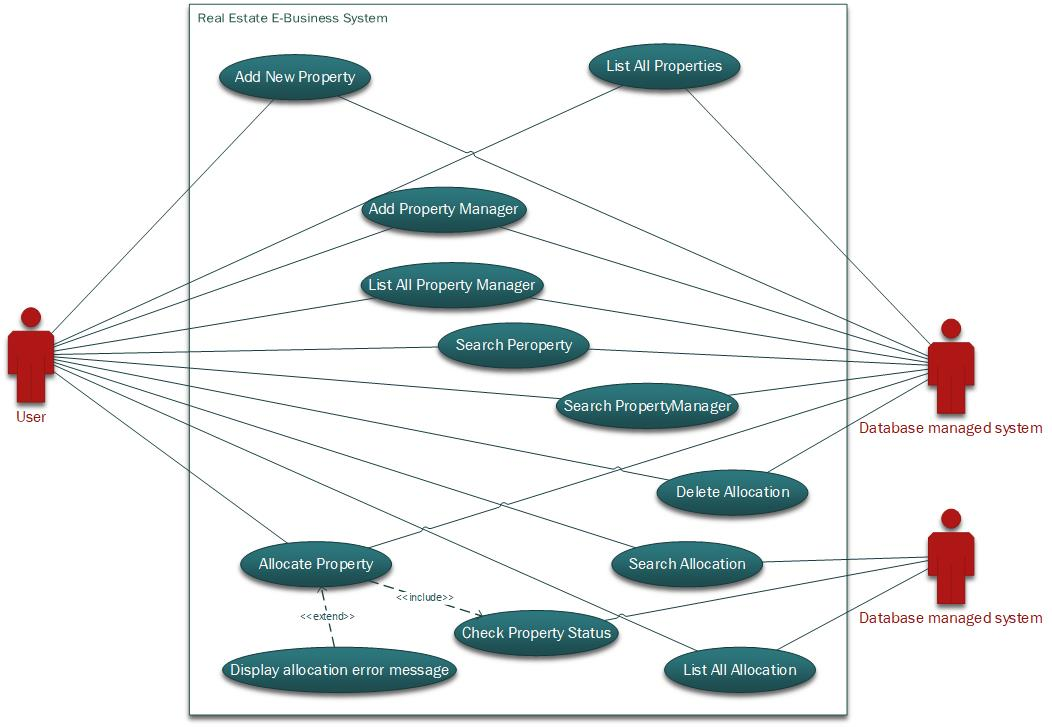 Real Estate E-Business System
Add New Property
List All Properties
Add Property Manager
List All Property Manager
Search Peroperty
Search PropertyManager
User
Database managed system
Delete Allocation
Allocate Property
Search Allocation
<<include>>
<<extend>>
Check Property Status
Database managed system
Display allocation error message
List All Allocation